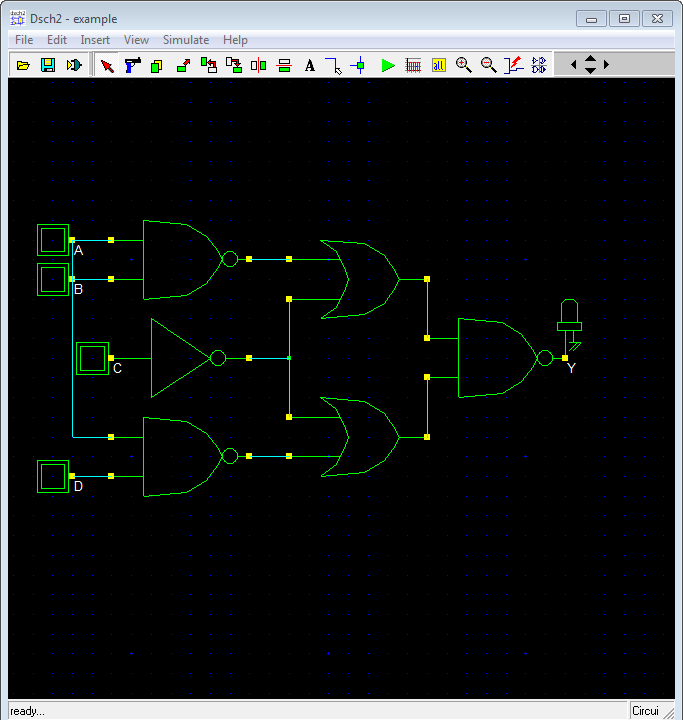 Dsch2 - example
File Edit Insert View Simulate Help
A
B
C
D
Y
ready...
Circui